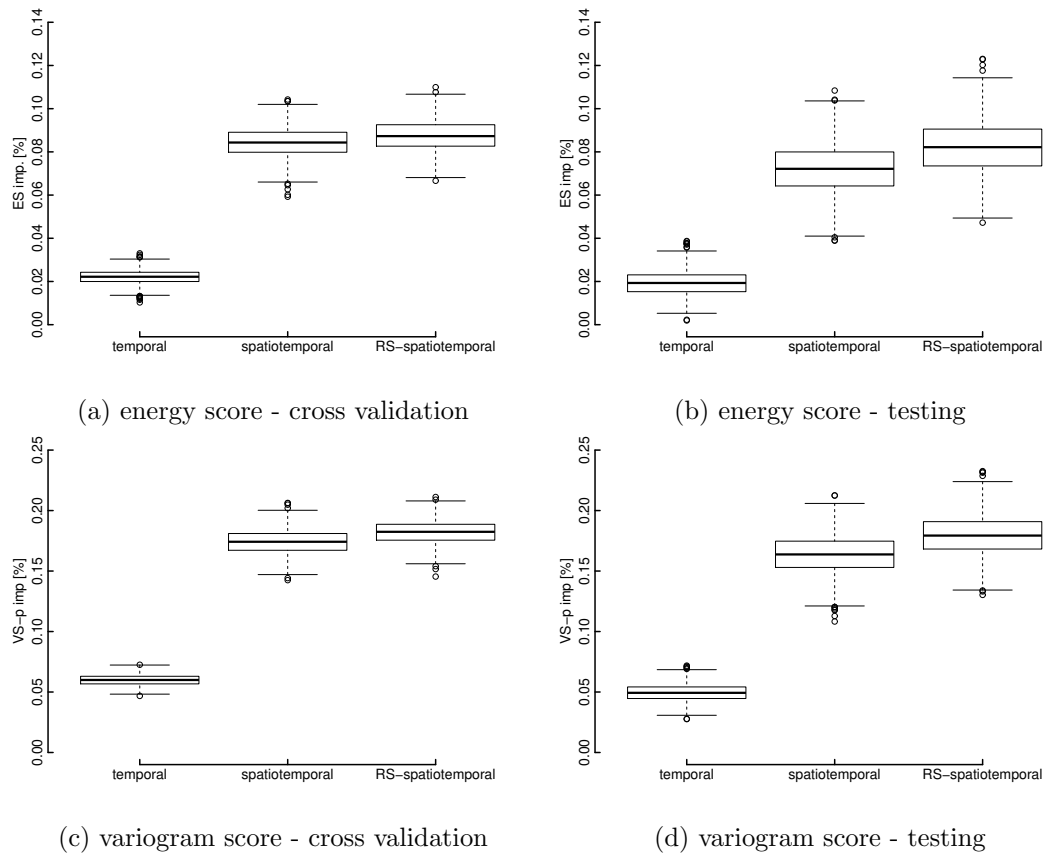 0.14
0.12
0.10
0.08
0.06
0.04
0.02
0.00
ES imp. [%]
temporal
spatiotemporal
RS−spatiotemporal
(a) energy score - cross validation
0.14
0.12
0.10
0.08
0.06
0.04
0.02
0.00
ES imp [%]
temporal
spatiotemporal
RS−spatiotemporal
(b) energy score - testing
0.25
0.20
0.15
0.10
0.05
0.00
VS−p imp [%]
temporal
spatiotemporal
RS−spatiotemporal
(c) variogram score - cross validation
0.25
0.20
0.15
0.10
0.05
0.00
VS−p imp [%]
temporal
spatiotemporal
RS−spatiotemporal
(d) variogram score - testing